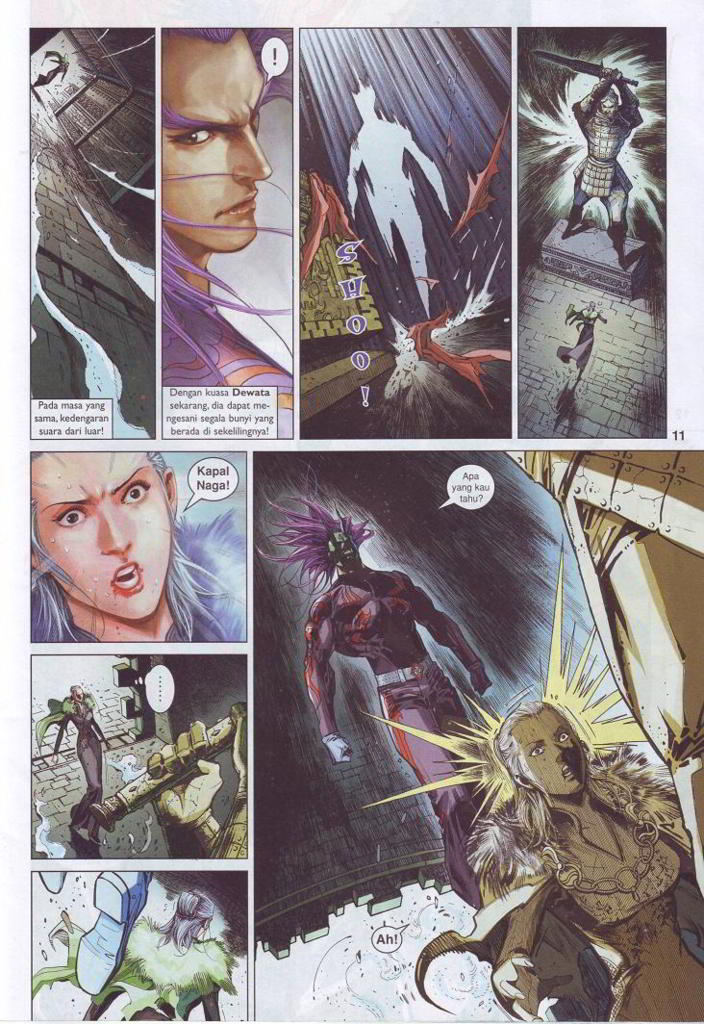 !
Pada masa yang
sama, kedengaran
suara dari luar!
Dengan kuasa Dewata
sekarang, dia dapat me-
ngesani segala bunyi yang
berada di sekelilingnya!
SHOO!
11
Kapal
Naga!
......
Apa
yang kau
tahu?
Ah!